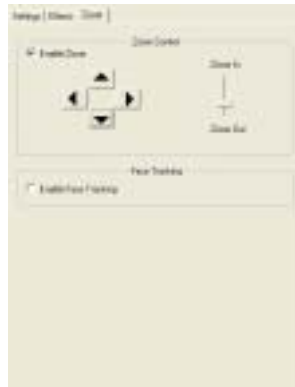 Settings Effects Zoom
Zoom Control
Enable Zoom
Zoom In
Zoom Out
Face Tracking
Enable Face Tracking